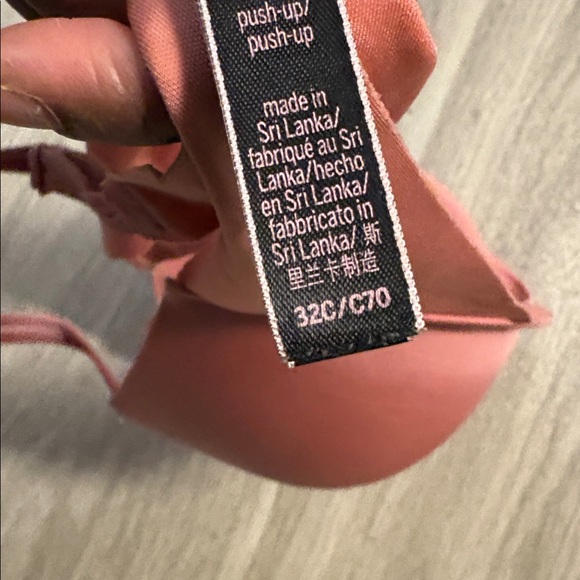 push-up/
push-up
made in
Sri Lanka/
fabriqué au Sri
Lanka/hecho
en Sri Lanka/
fabbricato in
Sri Lanka/ 斯
里兰卡制造
32C/C70